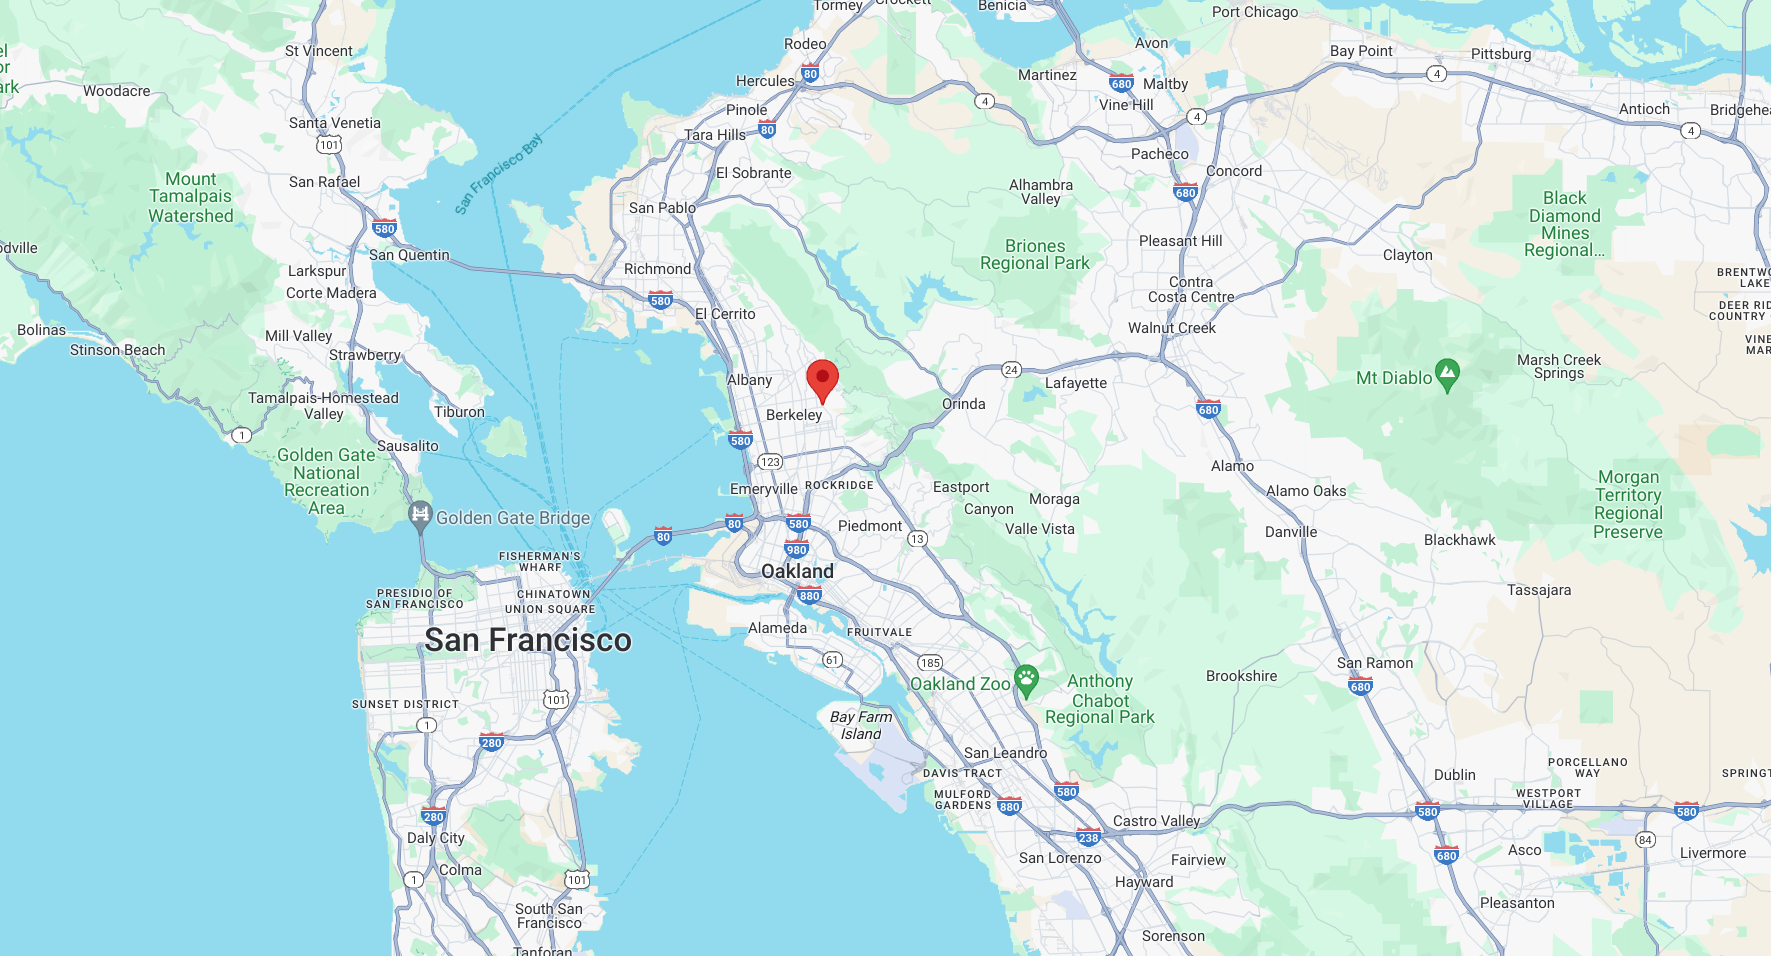 Tormey
Crockett
Benicia
Port Chicago
St Vincent
Rodeo
Avon
Bay Point
Pittsburg
el
or
ark
Hercules
80
Martinez
680
Maltby
4
Woodacre
Pinole
4
Vine Hill
4
Antioch
Bridgehea
Santa Venetia
Tara Hills
80
4
101
San Francisco Bay
Pacheco
El Sobrante
Concord
San Rafael
Mount
Tamalpais
Watershed
Alhambra
Valley
680
Black
Diamond
Mines
Regional...
San Pablo
580
San Quentin
odville
Briones
Regional Park
Pleasant Hill
Clayton
Larkspur
Corte Madera
Richmond
580
Contra
Costa Centre
BRENTWO
LAKE
DEER RID
COUNTRY
Bolinas
Stinson Beach
Mill Valley
Strawberry
El Cerrito
Walnut Creek
VINE
MAR
Marsh Creek
Springs
Mt Diablo
24
Lafayette
Albany
Tamalpais-Homestead
Valley
Tiburon
Berkeley
Orinda
680
1
Sausalito
580
123
Golden Gate
National
Recreation
Area
Alamo
Alamo Oaks
Morgan
Territory
Regional
Preserve
Emeryville
ROCKRIDGE
Eastport
Canyon
Moraga
Valle Vista
Golden Gate Bridge
80
80
580
Piedmont
13
Danville
Blackhawk
980
FISHERMAN'S
WHARF
Oakland
880
PRESIDIO OF
SAN FRANCISCO
CHINATOWN
UNION SQUARE
Tassajara
San Francisco
Alameda
FRUITVALE
61
185
San Ramon
680
Brookshire
Oakland Zoo
Anthony
Chabot
Regional Park
SUNSET DISTRICT
101
1
280
Bay Farm
Island
San Leandro
DAVIS TRACT
MULFORD
GARDENS
880
580
Dublin
PORCELLANO
WAY
SPRINGT
WESTPORT
VILLAGE
580
580
280
Daly City
Castro Valley
238
84
Colma
San Lorenzo
Fairview
680
Asco
Livermore
1
101
Hayward
South San
Francisco
Pleasanton
Tanforan
Sorenson